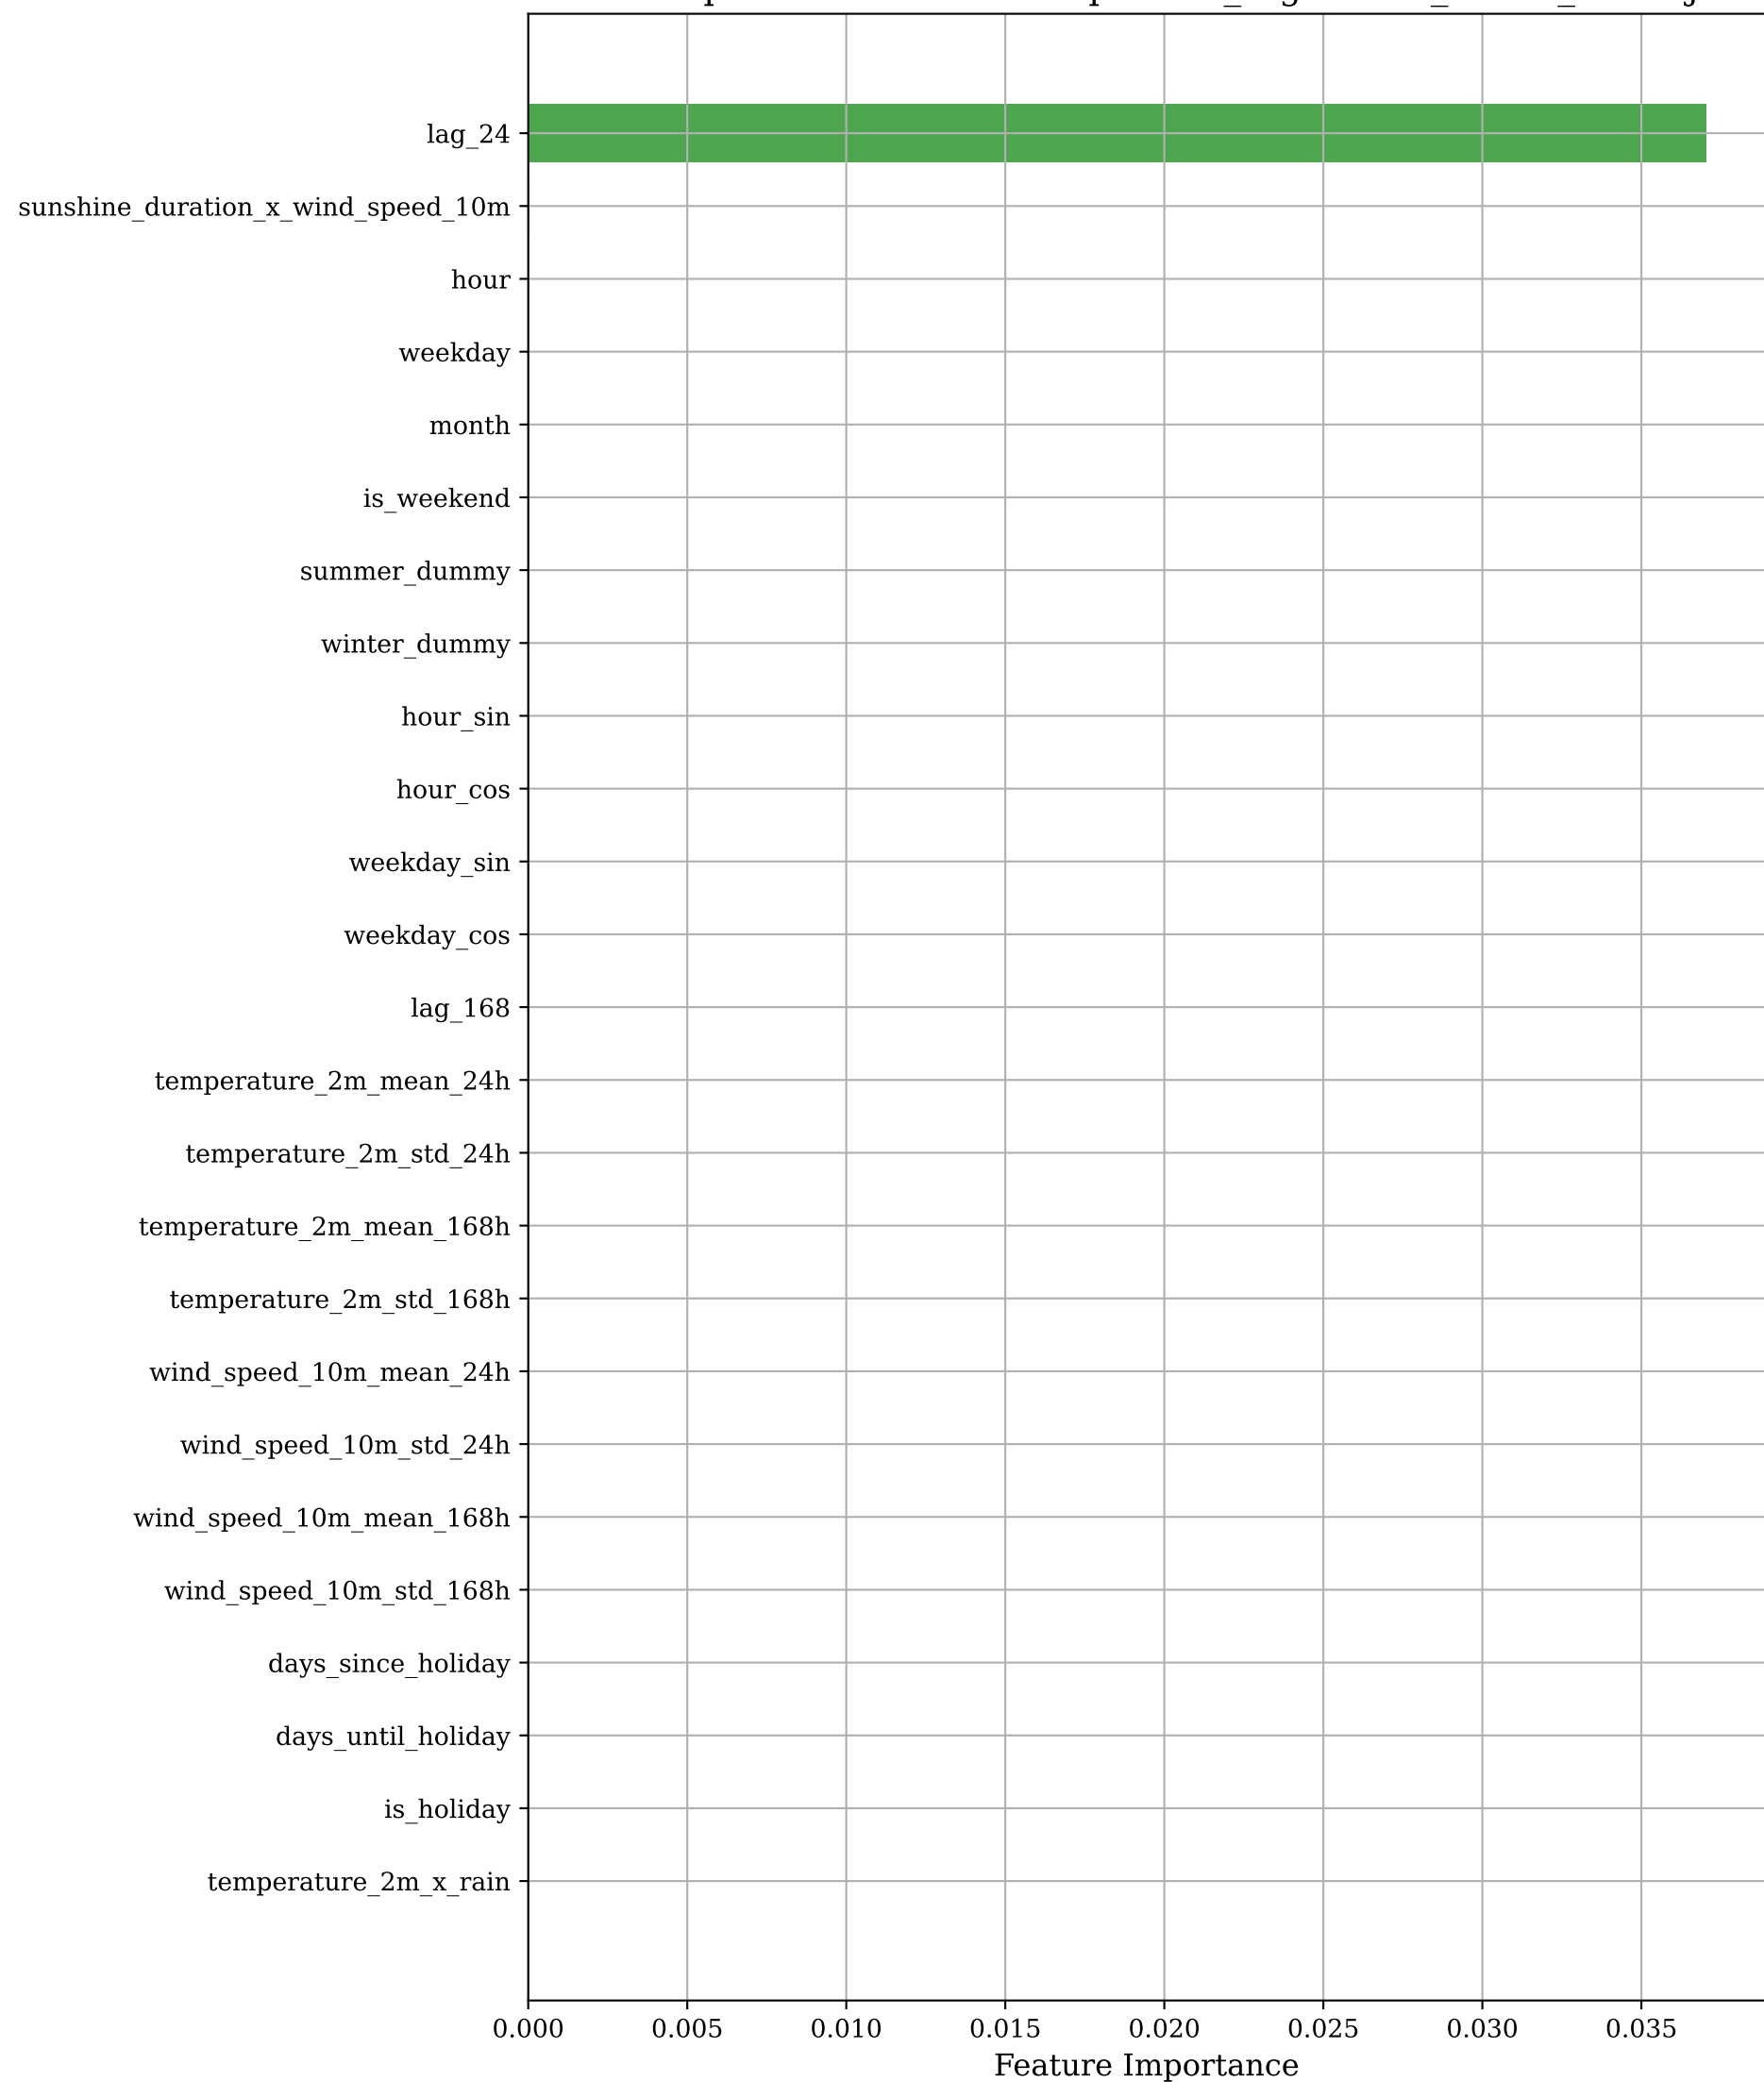 lag_24
sunshine_duration_x_wind_speed_10m
hour
weekday
month
is_weekend
summer_dummy
winter_dummy
hour_sin
hour_cos
weekday_sin
weekday_cos
lag_168
temperature_2m_mean_24h
temperature_2m_std_24h
temperature_2m_mean_168h
temperature_2m_std_168h
wind_speed_10m_mean_24h
wind_speed_10m_std_24h
wind_speed_10m_mean_168h
wind_speed_10m_std_168h
days_since_holiday
days_until_holiday
is_holiday
temperature_2m_x_rain
0.000 0.005 0.010 0.015 0.020 0.025 0.030 0.035
Feature Importance